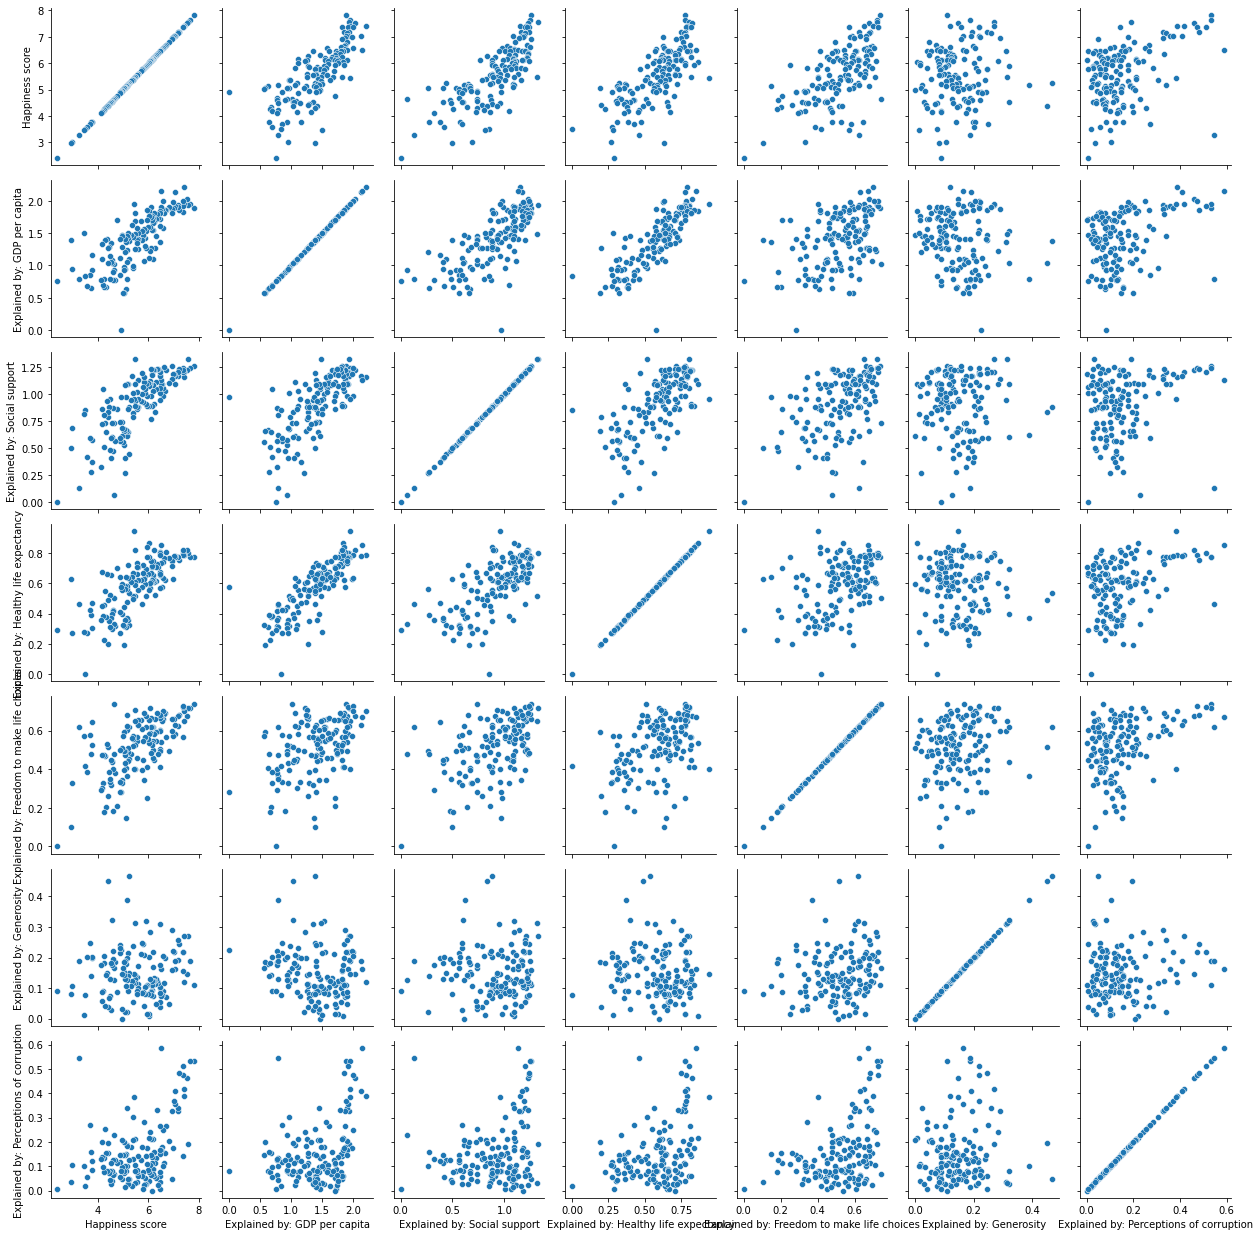 Happiness score
8
7
6
5
4
3
Explained by: GDP per capita
2.0
1.5
1.0
0.5
0.0
Explained by: Social support
1.25
1.00
0.75
0.50
0.25
0.00
Explained by: Healthy life expectancy
0.8
0.6
0.4
0.2
0.0
Explained by: Freedom to make life choices
0.6
0.4
0.2
0.0
Explained by: Generosity
0.4
0.3
0.2
0.1
0.0
Explained by: Perceptions of corruption
0.6
0.5
0.4
0.3
0.2
0.1
0.0
4 6 8
0.0 0.5 1.0 1.5 2.0
0.0 0.5 1.0
0.00 0.25 0.50 0.75
0.0 0.2 0.4 0.6
0.0 0.2 0.4
0.0 0.2 0.4 0.6
Happiness score
Explained by: GDP per capita
Explained by: Social support
Explained by: Healthy life expectancy
Explained by: Freedom to make life choices
Explained by: Generosity
Explained by: Perceptions of corruption